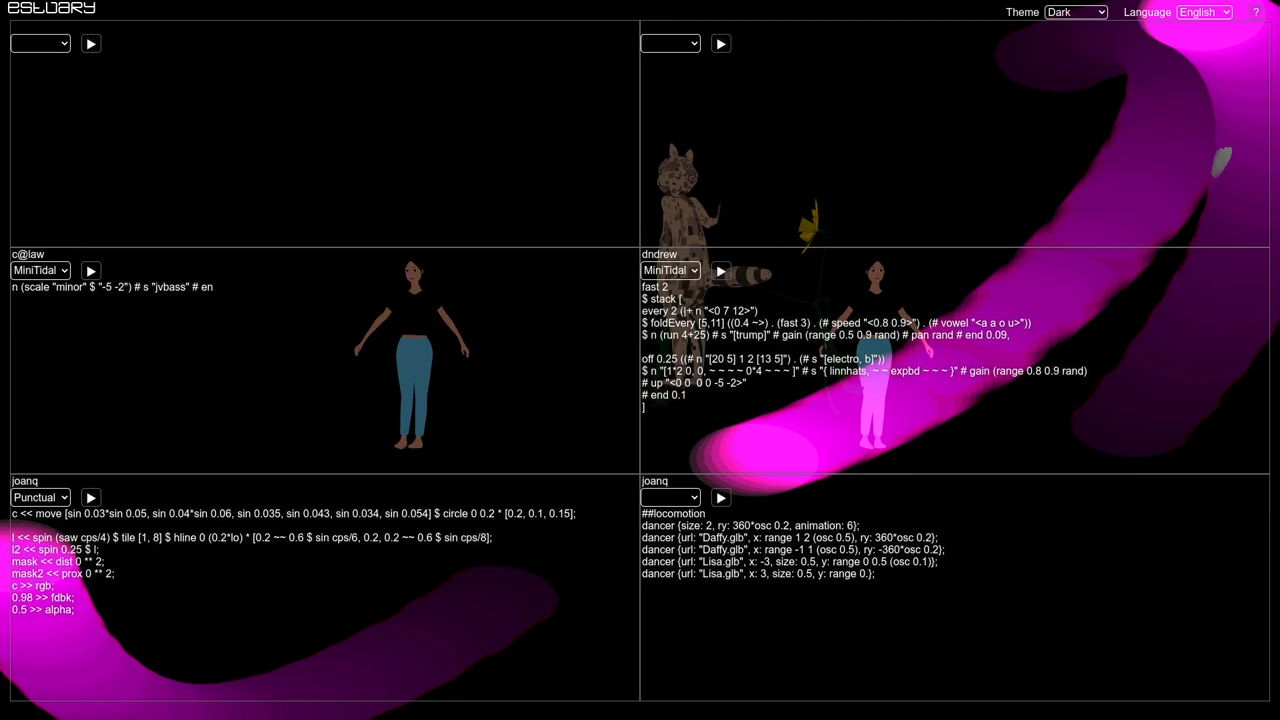 estuary
Theme Dark Language English ?
c@law
MiniTidal
n (scale "minor" $ "-5 -2") # s "jvbass" # en
dndrew
MiniTidal
fast 2
$ stack [
every 2 (|+ n "<0 7 12>")
$ foldEvery [5,11] ((0.4 ~>) . (fast 3) . (# speed "<0.8 0.9>") . (# vowel "<a a o u>"))
$ n (run 4+25) # s "[trump]" # gain (range 0.5 0.9 rand) # pan rand # end 0.09,
off 0.25 ((# n "[20 5] 1 2 [13 5]") . (# s "[electro, b]"))
$ n "[1*2 0, 0, ~ ~ ~ ~ 0*4 ~ ~ ~ ]" # s "{ linnhats, ~ ~ expbd ~ ~ ~ }" # gain (range 0.8 0.9 rand)
# up "<0 0  0 0 -5 -2>"
# end 0.1
]
joanq
Punctual
c << move [sin 0.03*sin 0.05, sin 0.04*sin 0.06, sin 0.035, sin 0.043, sin 0.034, sin 0.054] $ circle 0 0.2 * [0.2, 0.1, 0.15];
l << spin (saw cps/4) $ tile [1, 8] $ hline 0 (0.2*lo) * [0.2 ~~ 0.6 $ sin cps/6, 0.2, 0.2 ~~ 0.6 $ sin cps/8];
l2 << spin 0.25 $ l;
mask << dist 0 ** 2;
mask2 << prox 0 ** 2;
c >> rgb;
0.98 >> fdbk;
0.5 >> alpha;
joanq
##locomotion
dancer {size: 2, ry: 360*osc 0.2, animation: 6};
dancer {url: "Daffy.glb", x: range 1 2 (osc 0.5), ry: 360*osc 0.2};
dancer {url: "Daffy.glb", x: range -1 1 (osc 0.5), ry: -360*osc 0.2};
dancer {url: "Lisa.glb", x: -3, size: 0.5, y: range 0 0.5 (osc 0.1)};
dancer {url: "Lisa.glb", x: 3, size: 0.5, y: range 0.};